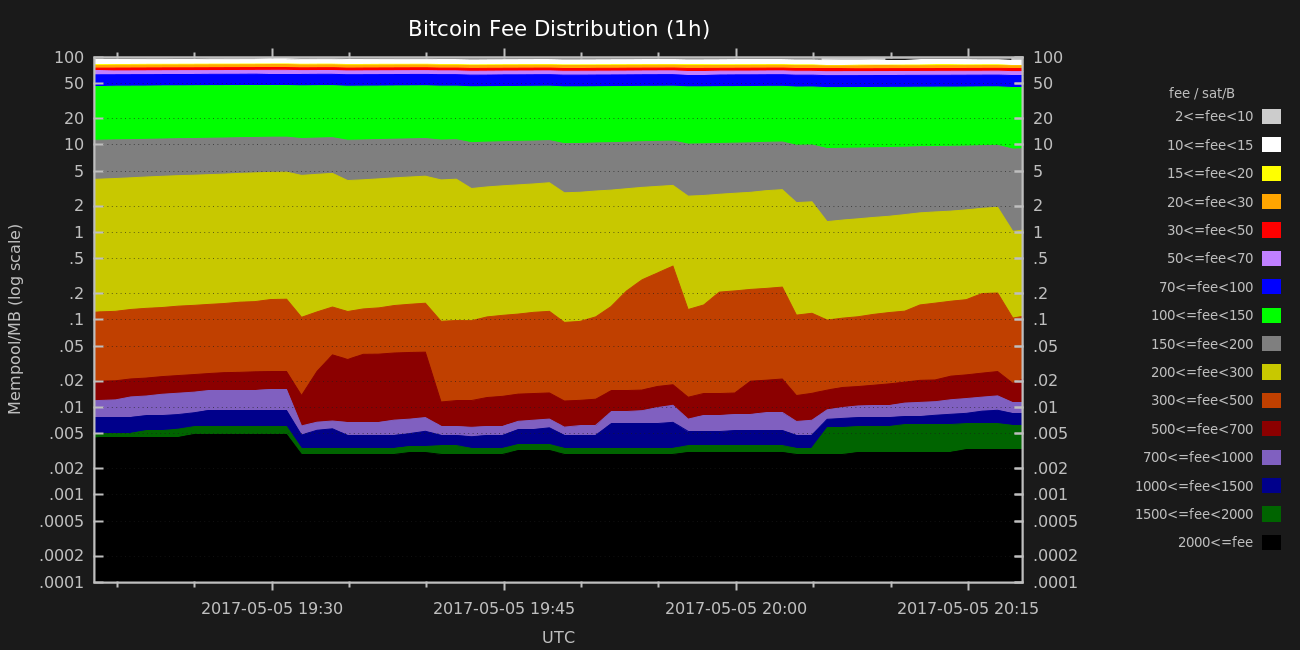 Bitcoin Fee Distribution (1h)
100
50
20
10
5
2
1
.5
.2
.1
.05
.02
.01
.005
.002
.001
.0005
.0002
.0001
Mempool/MB (log scale)
100
50
20
10
5
2
1
.5
.2
.1
.05
.02
.01
.005
.002
.001
.0005
.0002
.0001
fee / sat/B
2<=fee<10
10<=fee<15
15<=fee<20
20<=fee<30
30<=fee<50
50<=fee<70
70<=fee<100
100<=fee<150
150<=fee<200
200<=fee<300
300<=fee<500
500<=fee<700
700<=fee<1000
1000<=fee<1500
1500<=fee<2000
2000<=fee
2017-05-05 19:30
2017-05-05 19:45
2017-05-05 20:00
2017-05-05 20:15
UTC